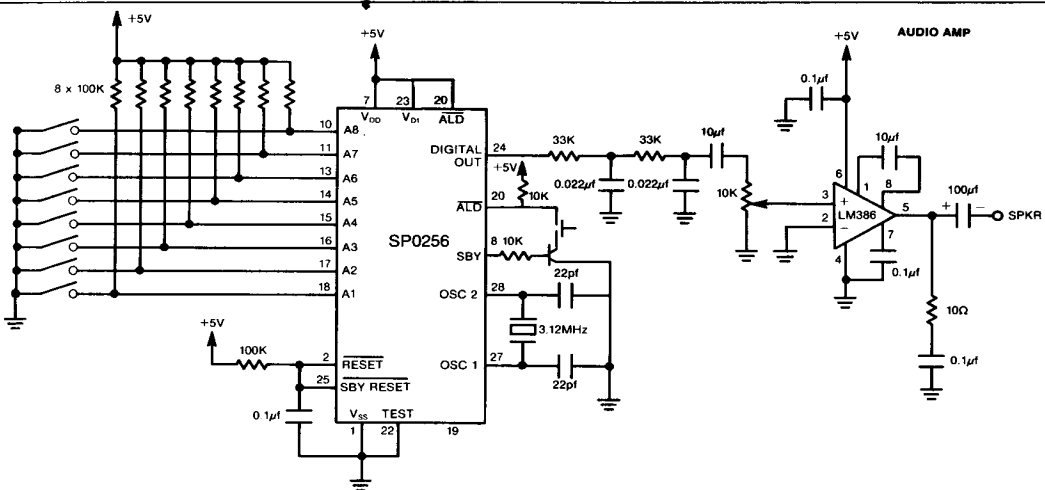 +5V
+5V
+5V
AUDIO AMP
8 x 100K
0.1µf
7
23
20
V_DD
V_D1
ALD
10
A8
11
A7
13
A6
14
A5
15
A4
16
A3
17
A2
18
A1
DIGITAL
OUT
24
33K
33K
10µf
+5V
10K
0.022µf
0.022µf
10K
ALD
20
SP0256
SBY
8
10K
22pf
OSC 2
28
3.12MHz
OSC 1
27
22pf
10µf
6
1
8
3
+
LM386
2
−
4
7
5
0.1µf
100µf
+
−
SPKR
10Ω
0.1µf
+5V
100K
2
RESET
25
SBY RESET
0.1µf
V_SS
TEST
1
22
19